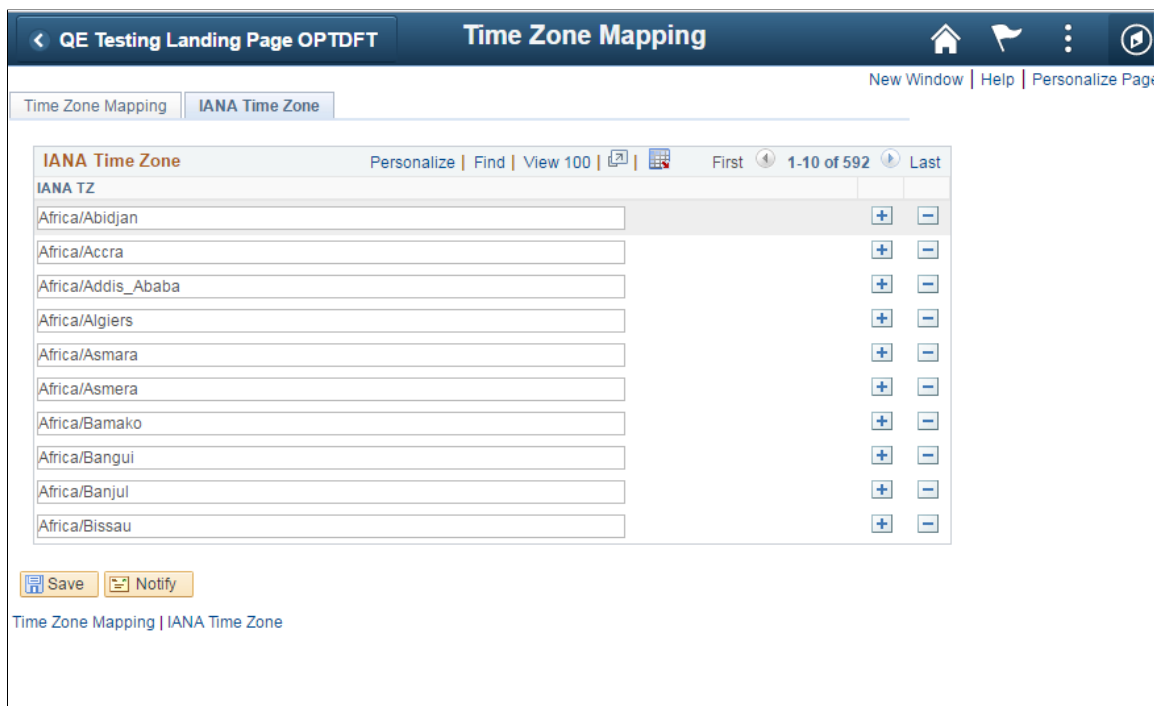 QE Testing Landing Page OPTDFT
Time Zone Mapping
New Window | Help | Personalize Page
Time Zone Mapping
IANA Time Zone
IANA Time Zone
Personalize | Find | View 100 | |
First 1-10 of 592 Last
IANA TZ
Africa/Abidjan
Africa/Accra
Africa/Addis_Ababa
Africa/Algiers
Africa/Asmara
Africa/Asmera
Africa/Bamako
Africa/Bangui
Africa/Banjul
Africa/Bissau
Save
Notify
Time Zone Mapping | IANA Time Zone